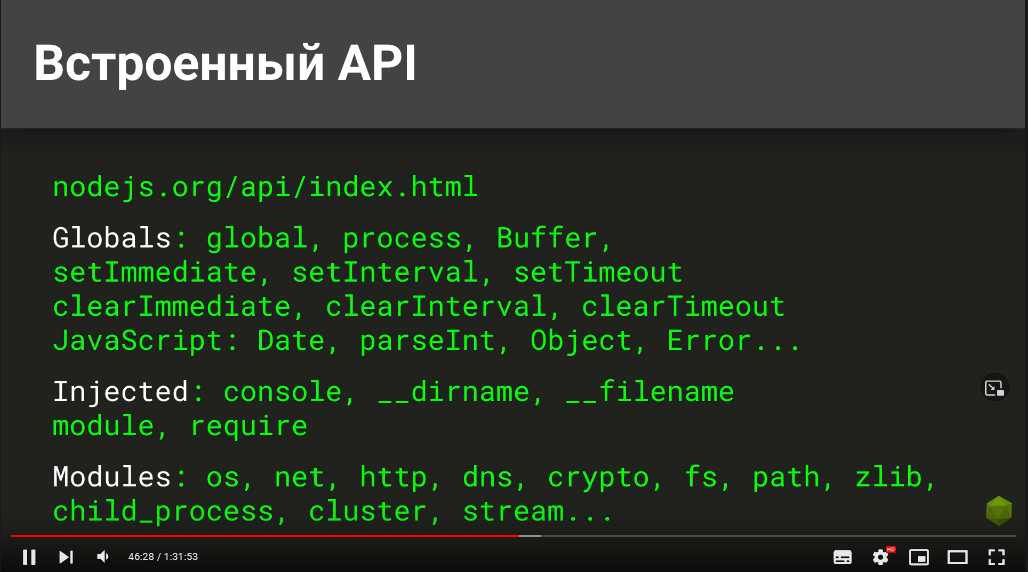 Встроенный API
nodejs.org/api/index.html
Globals: global, process, Buffer,
setImmediate, setInterval, setTimeout
clearImmediate, clearInterval, clearTimeout
JavaScript: Date, parseInt, Object, Error...
Injected: console, __dirname, __filename
module, require
Modules: os, net, http, dns, crypto, fs, path, zlib,
child_process, cluster, stream...
46:28 / 1:31:53
HD